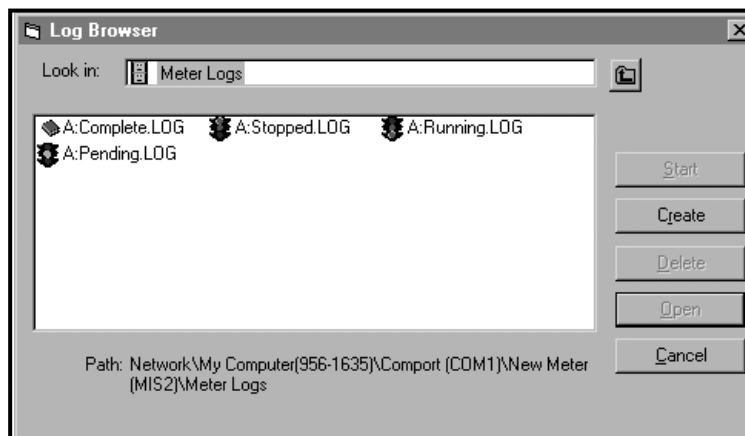 Log Browser
Look in: Meter Logs
A:Complete.LOG A:Stopped.LOG A:Running.LOG
A:Pending.LOG
Start
Create
Delete
Open
Cancel
Path: Network\My Computer(956-1635)\Comport (COM1)\New Meter
(MIS2)\Meter Logs